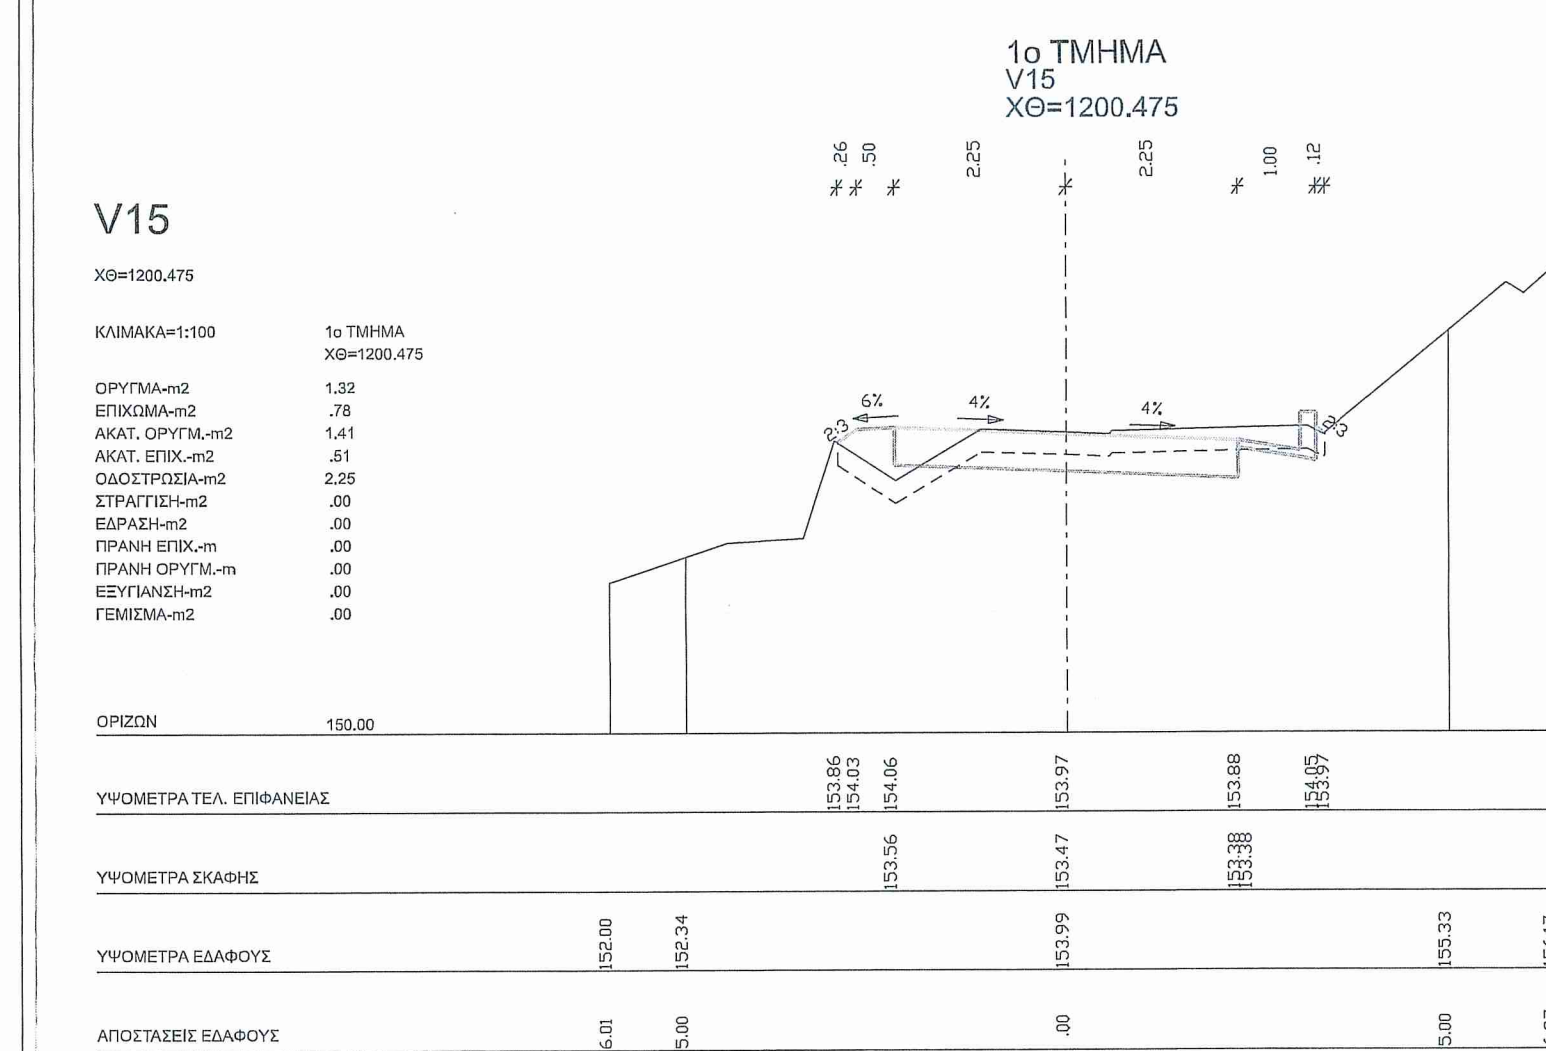 1ο ΤΜΗΜΑ
V15
ΧΘ=1200.475
.26 .50 2.25 2.25 1.00 .12
V15
ΧΘ=1200.475
ΚΛΙΜΑΚΑ=1:100 1ο ΤΜΗΜΑ
ΧΘ=1200.475
ΟΡΥΓΜΑ-m2 1.32
ΕΠΙΧΩΜΑ-m2 .78
ΑΚΑΤ. ΟΡΥΓΜ.-m2 1.41
ΑΚΑΤ. ΕΠΙΧ.-m2 .51
ΟΔΟΣΤΡΩΣΙΑ-m2 2.25
ΣΤΡΑΓΓΙΣΗ-m2 .00
ΕΔΡΑΣΗ-m2 .00
ΠΡΑΝΗ ΕΠΙΧ.-m .00
ΠΡΑΝΗ ΟΡΥΓΜ.-m .00
ΕΞΥΓΙΑΝΣΗ-m2 .00
ΓΕΜΙΣΜΑ-m2 .00
2:3 6% 4% 4% 2:3
ΟΡΙΖΩΝ 150.00
ΥΨΟΜΕΤΡΑ ΤΕΛ. ΕΠΙΦΑΝΕΙΑΣ 153.86 154.03 154.06 153.97 153.88 154.05 153.97
ΥΨΟΜΕΤΡΑ ΣΚΑΦΗΣ 153.56 153.47 153.38 153.38
ΥΨΟΜΕΤΡΑ ΕΔΑΦΟΥΣ 152.00 152.34 153.99 155.33
ΑΠΟΣΤΑΣΕΙΣ ΕΔΑΦΟΥΣ 6.01 5.00 .00 5.00